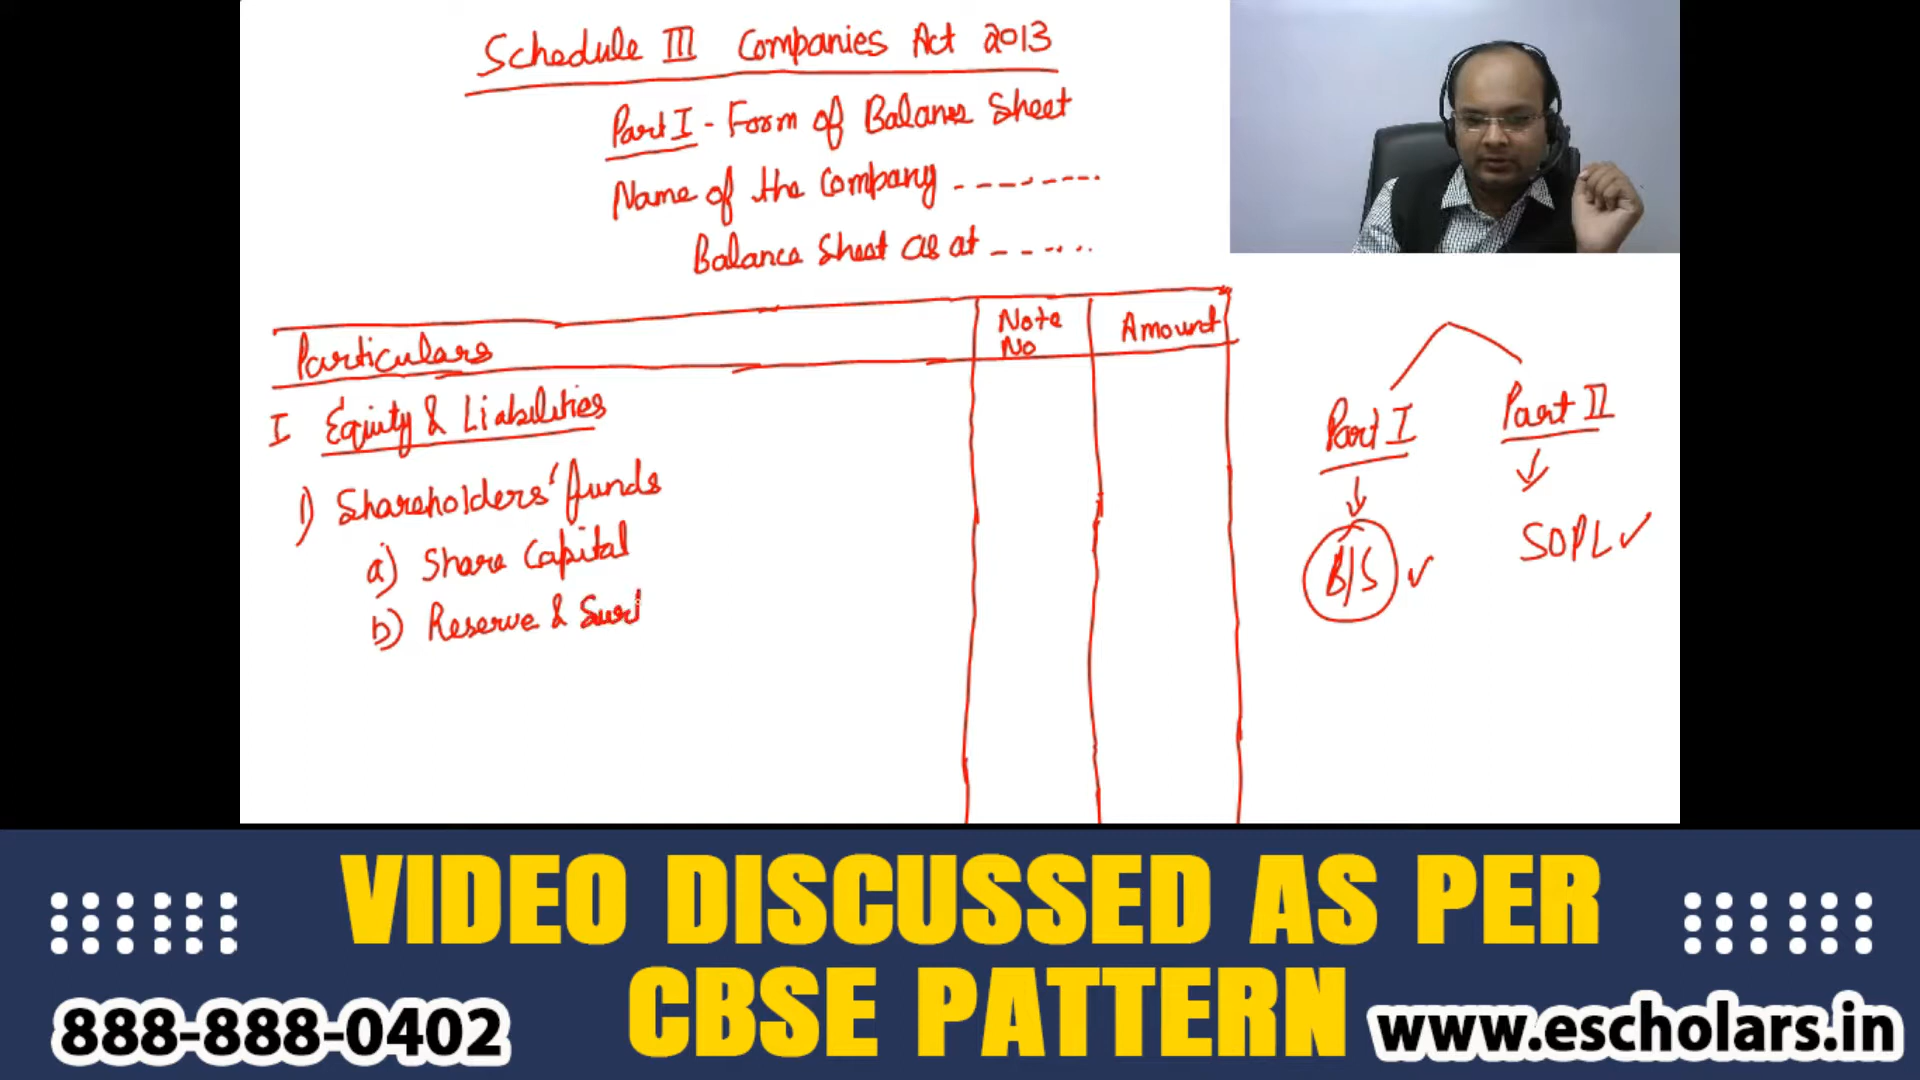 Schedule III Companies Act 2013
Part I - Form of Balance Sheet
Name of the Company ---------
Balance Sheet as at ------
Particulars
Note No
Amount
I Equity & Liabilities
1) Shareholders' funds
a) Share Capital
b) Reserve & Sur
Part I
Part II
B/S ✓
SOPL ✓
VIDEO DISCUSSED AS PER
CBSE PATTERN
888-888-0402
www.escholars.in